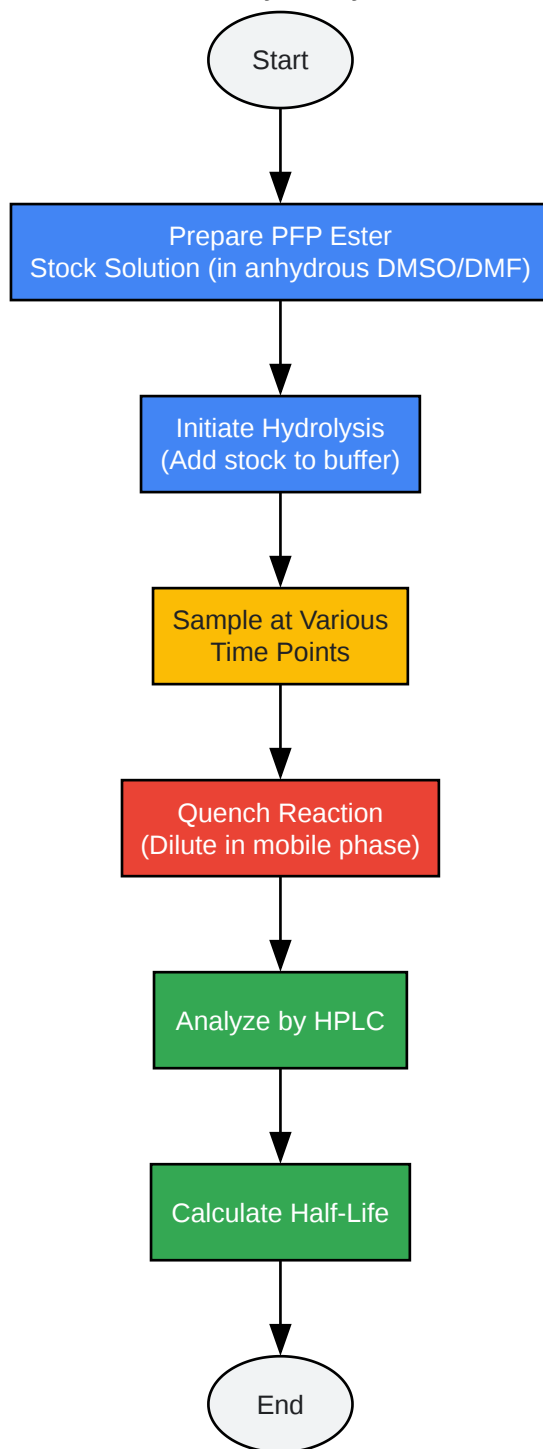 Start
Prepare PFP Ester
Stock Solution (in anhydrous DMSO/DMF)
Initiate Hydrolysis
(Add stock to buffer)
Sample at Various
Time Points
Quench Reaction
(Dilute in mobile phase)
Analyze by HPLC
Calculate Half-Life
End